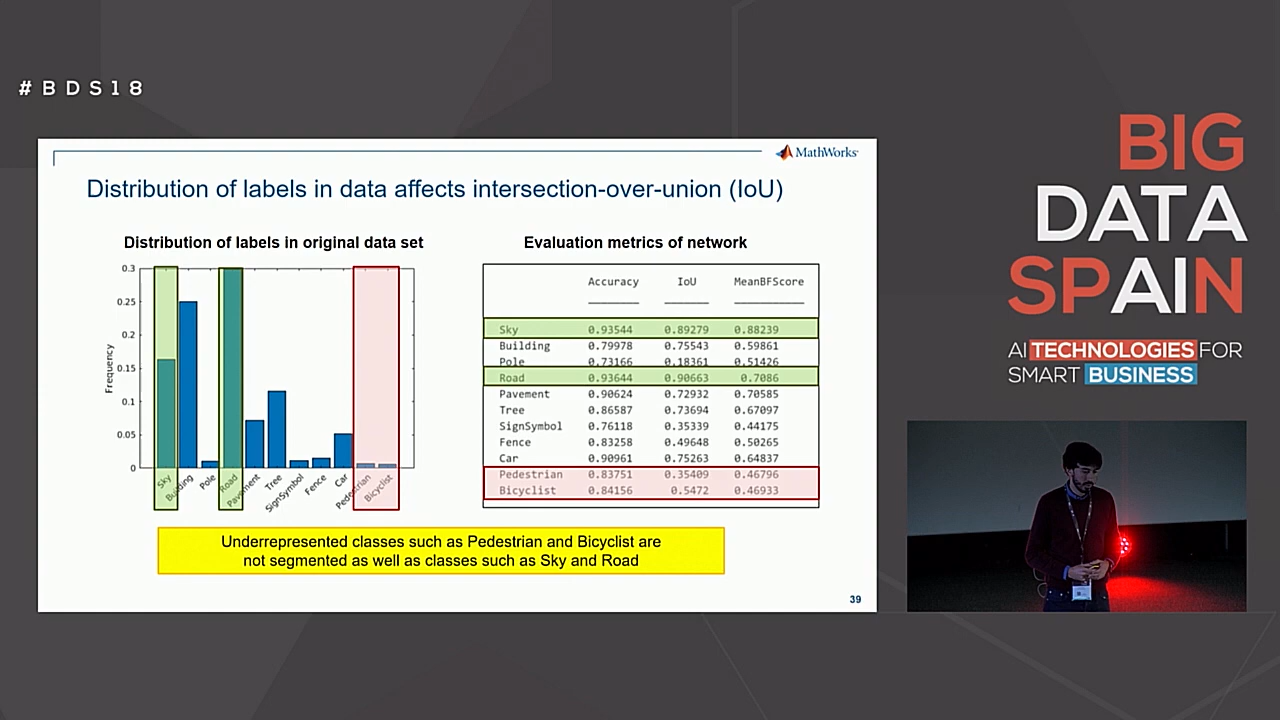 #BDS18
MathWorks
Distribution of labels in data affects intersection-over-union (IoU)
Distribution of labels in original data set
Frequency
0.3
0.25
0.2
0.15
0.1
0.05
0
Sky
Building
Pole
Road
Pavement
Tree
SignSymbol
Fence
Car
Pedestrian
Bicyclist
Evaluation metrics of network
Accuracy IoU MeanBFScore
Sky 0.93544 0.89279 0.88239
Building 0.79978 0.75543 0.59861
Pole 0.73166 0.18361 0.51426
Road 0.93644 0.90663 0.7086
Pavement 0.90624 0.72932 0.70585
Tree 0.86587 0.73694 0.67097
SignSymbol 0.76118 0.35339 0.44175
Fence 0.83258 0.49648 0.50265
Car 0.90961 0.75263 0.64837
Pedestrian 0.83751 0.35409 0.46796
Bicyclist 0.84156 0.5472 0.46933
Underrepresented classes such as Pedestrian and Bicyclist are
not segmented as well as classes such as Sky and Road
39
BIG
DATA
SPAIN
AI TECHNOLOGIES FOR
SMART BUSINESS